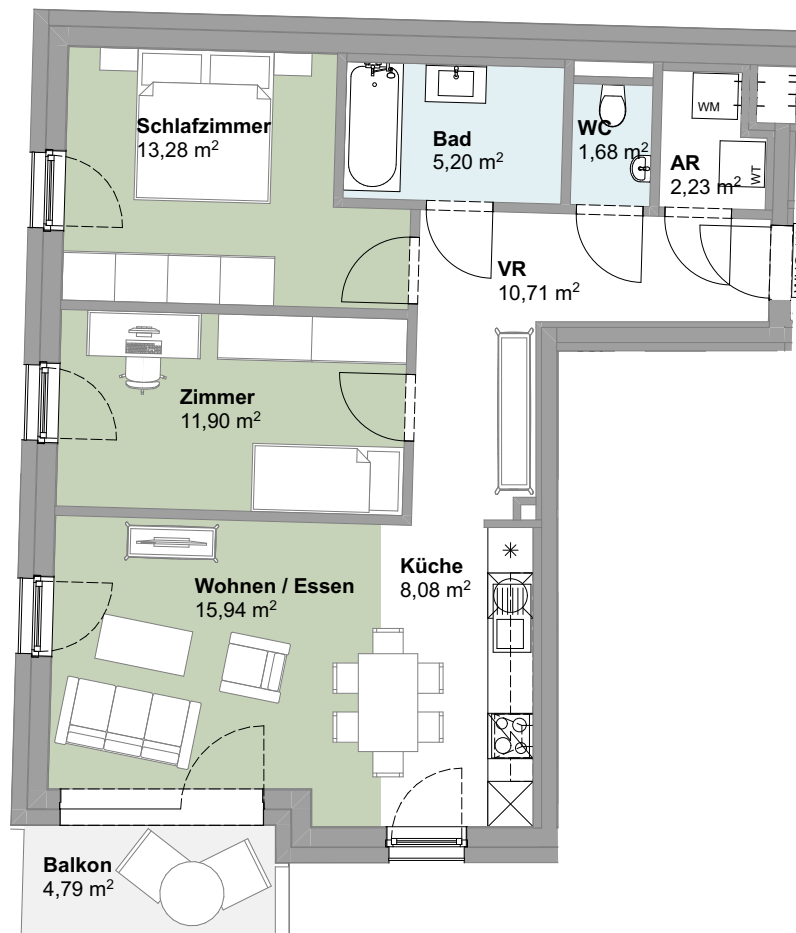 Schlafzimmer
13,28 m²
Bad
5,20 m²
WC
1,68 m²
WM
WT
AR
2,23 m²
VR
10,71 m²
Zimmer
11,90 m²
Küche
8,08 m²
Wohnen / Essen
15,94 m²
Balkon
4,79 m²